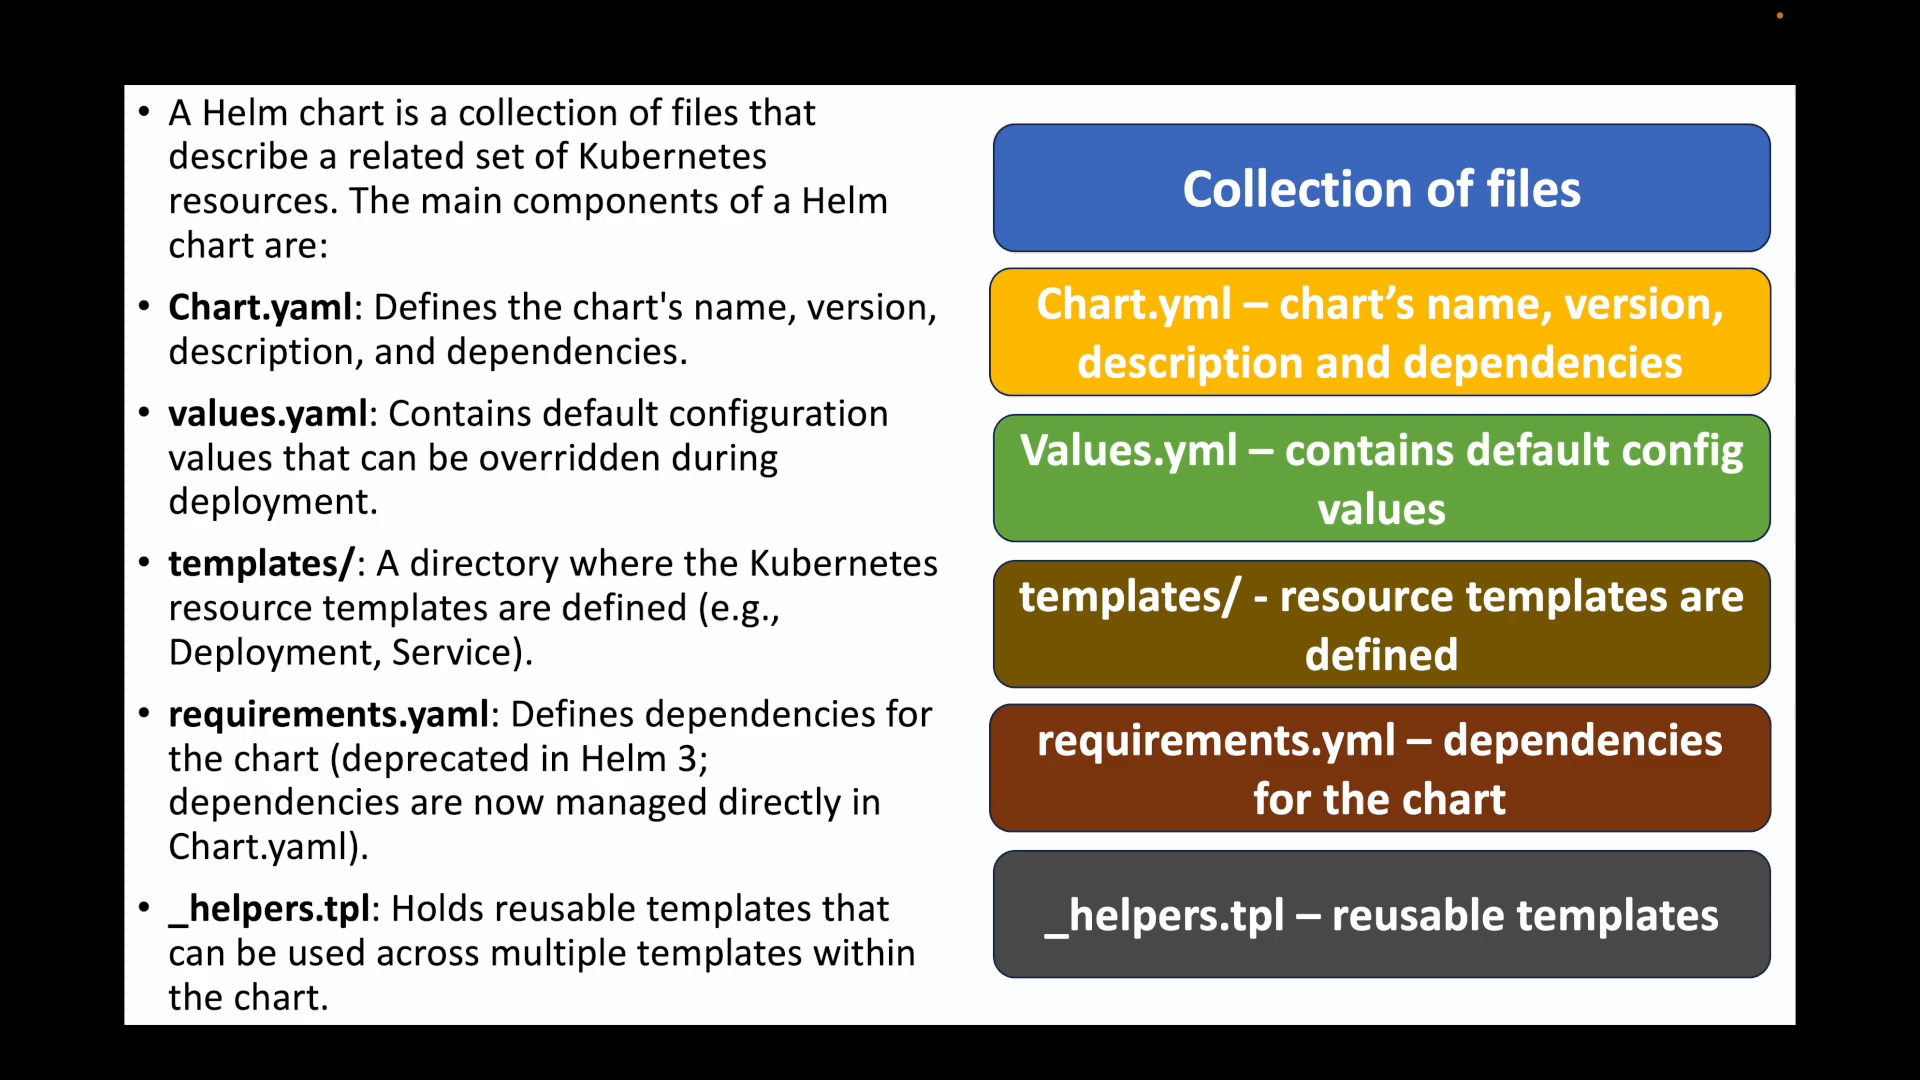 • A Helm chart is a collection of files that
describe a related set of Kubernetes
resources. The main components of a Helm
chart are:
• Chart.yaml: Defines the chart's name, version,
description, and dependencies.
• values.yaml: Contains default configuration
values that can be overridden during
deployment.
• templates/: A directory where the Kubernetes
resource templates are defined (e.g.,
Deployment, Service).
• requirements.yaml: Defines dependencies for
the chart (deprecated in Helm 3;
dependencies are now managed directly in
Chart.yaml).
• _helpers.tpl: Holds reusable templates that
can be used across multiple templates within
the chart.
Collection of files
Chart.yml – chart’s name, version,
description and dependencies
Values.yml – contains default config
values
templates/ - resource templates are
defined
requirements.yml – dependencies
for the chart
_helpers.tpl – reusable templates